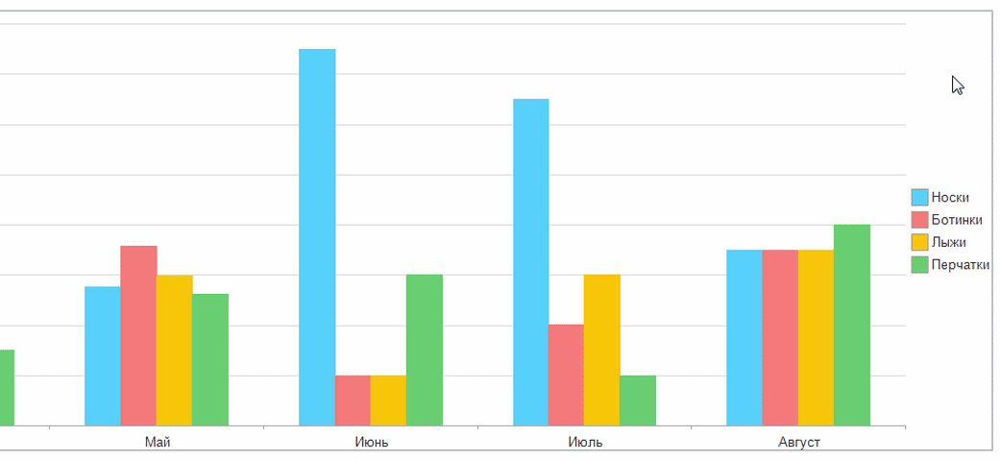 Носки
Ботинки
Лыжи
Перчатки
Май
Июнь
Июль
Август